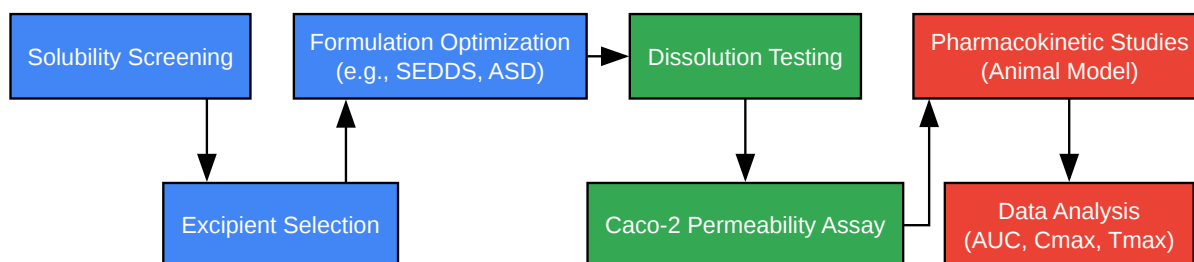 Solubility Screening
Excipient Selection
Formulation Optimization
(e.g., SEDDS, ASD)
Dissolution Testing
Caco-2 Permeability Assay
Pharmacokinetic Studies
(Animal Model)
Data Analysis
(AUC, Cmax, Tmax)